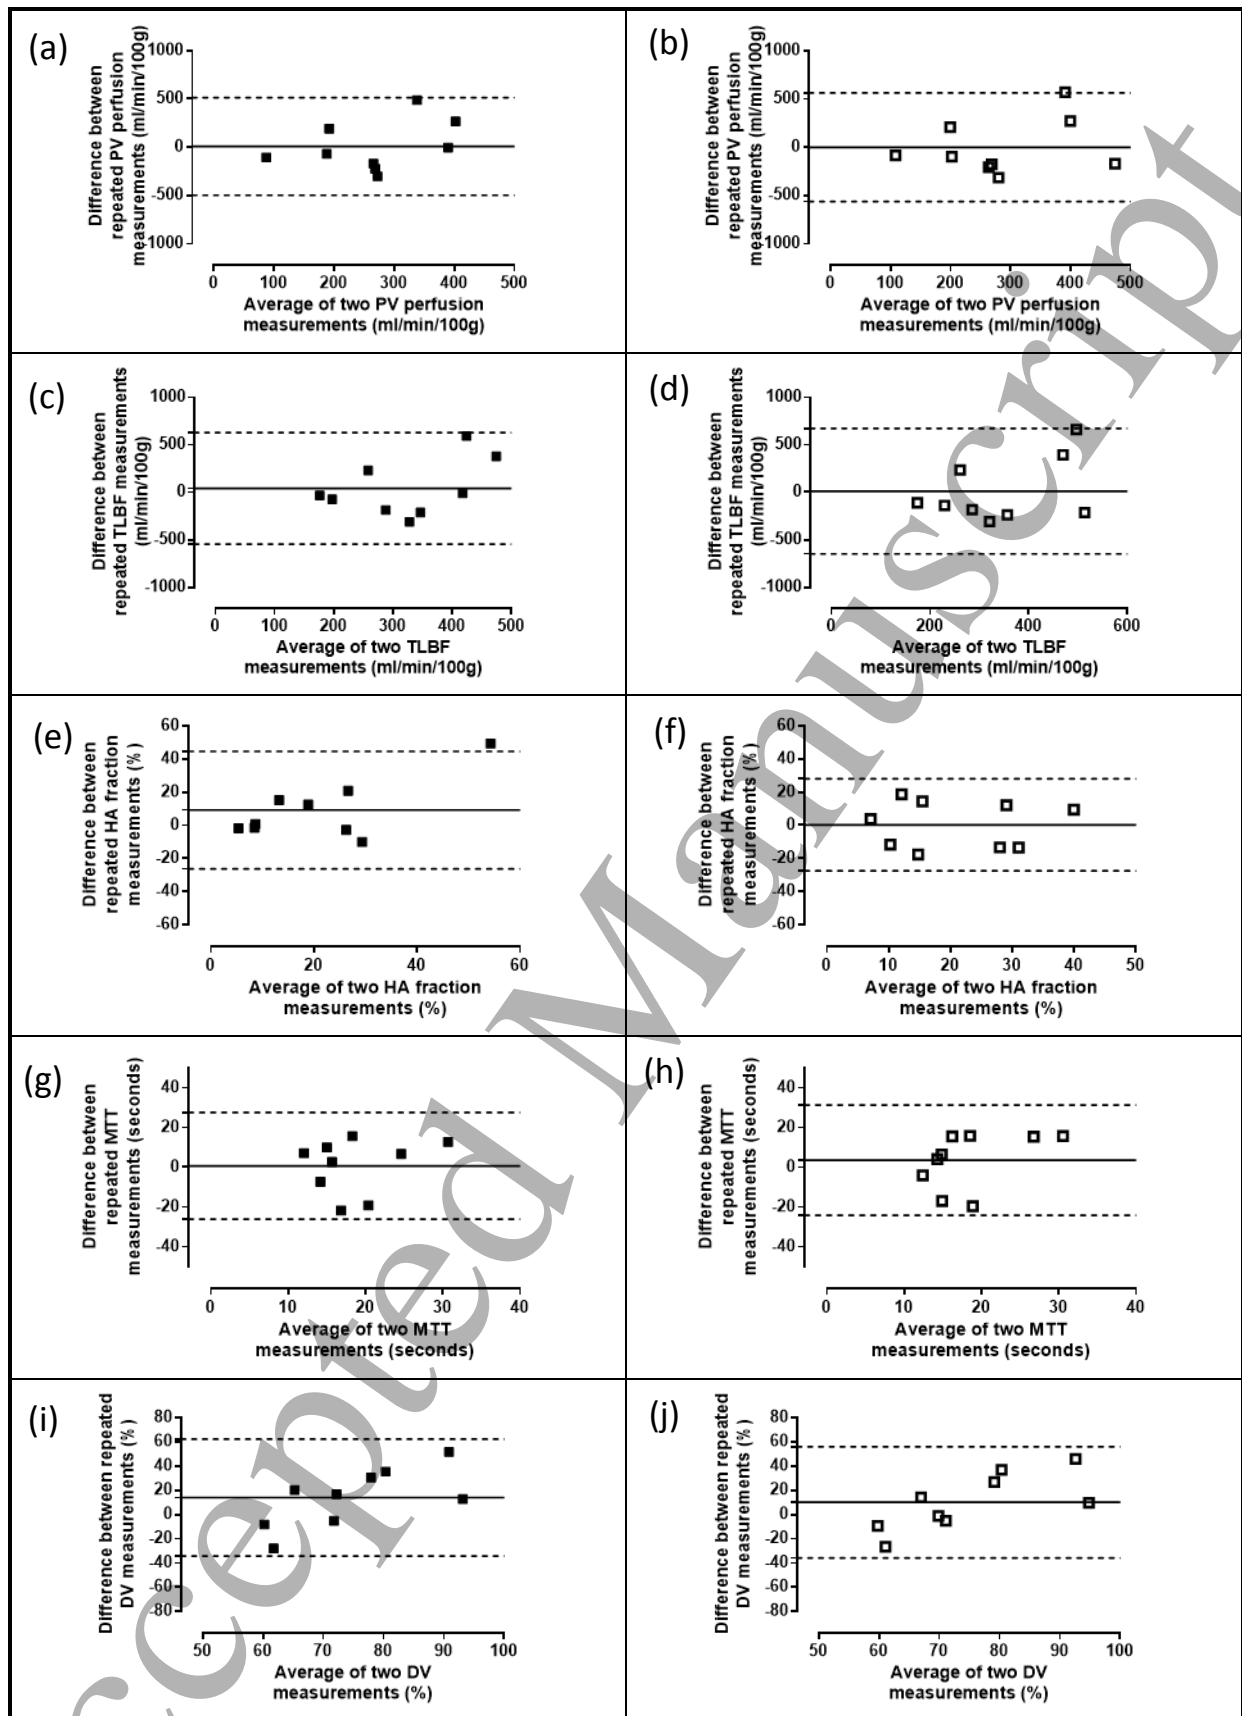 (a)
Difference between
repeated PV perfusion
measurements (ml/min/100g)
1000
500
0
-500
1000
0 100 200 300 400 500
Average of two PV perfusion
measurements (ml/min/100g)
(b)
Difference between
repeated PV perfusion
measurements (ml/min/100g)
1000
500
0
-500
1000
0 100 200 300 400 500
Average of two PV perfusion
measurements (ml/min/100g)
(c)
Difference between
repeated TLBF measurements
(ml/min/100g)
1000
500
0
-500
-1000
0 100 200 300 400 500
Average of two TLBF
measurements (ml/min/100g)
(d)
Difference between
repeated TLBF measurements
(ml/min/100g)
1000
500
0
-500
-1000
0 200 400 600
Average of two TLBF
measurements (ml/min/100g)
(e)
Difference between
repeated HA fraction
measurements (%)
60
40
20
0
-20
-40
-60
0 20 40 60
Average of two HA fraction
measurements (%)
(f)
Difference between
repeated HA fraction
measurements (%)
60
40
20
0
-20
-40
-60
0 10 20 30 40 50
Average of two HA fraction
measurements (%)
(g)
Difference between
repeated MTT
measurements (seconds)
40
20
0
-20
-40
0 10 20 30 40
Average of two MTT
measurements (seconds)
(h)
Difference between
repeated MTT
measurements (seconds)
40
20
0
-20
-40
0 10 20 30 40
Average of two MTT
measurements (seconds)
(i)
Difference between repeated
DV measurements (%)
80
60
40
20
0
-20
-40
-60
-80
50 60 70 80 90 100
Average of two DV
measurements (%)
(j)
Difference between repeated
DV measurements (%)
80
60
40
20
0
-20
-40
-60
-80
50 60 70 80 90 100
Average of two DV
measurements (%)
ccepted Manuscript